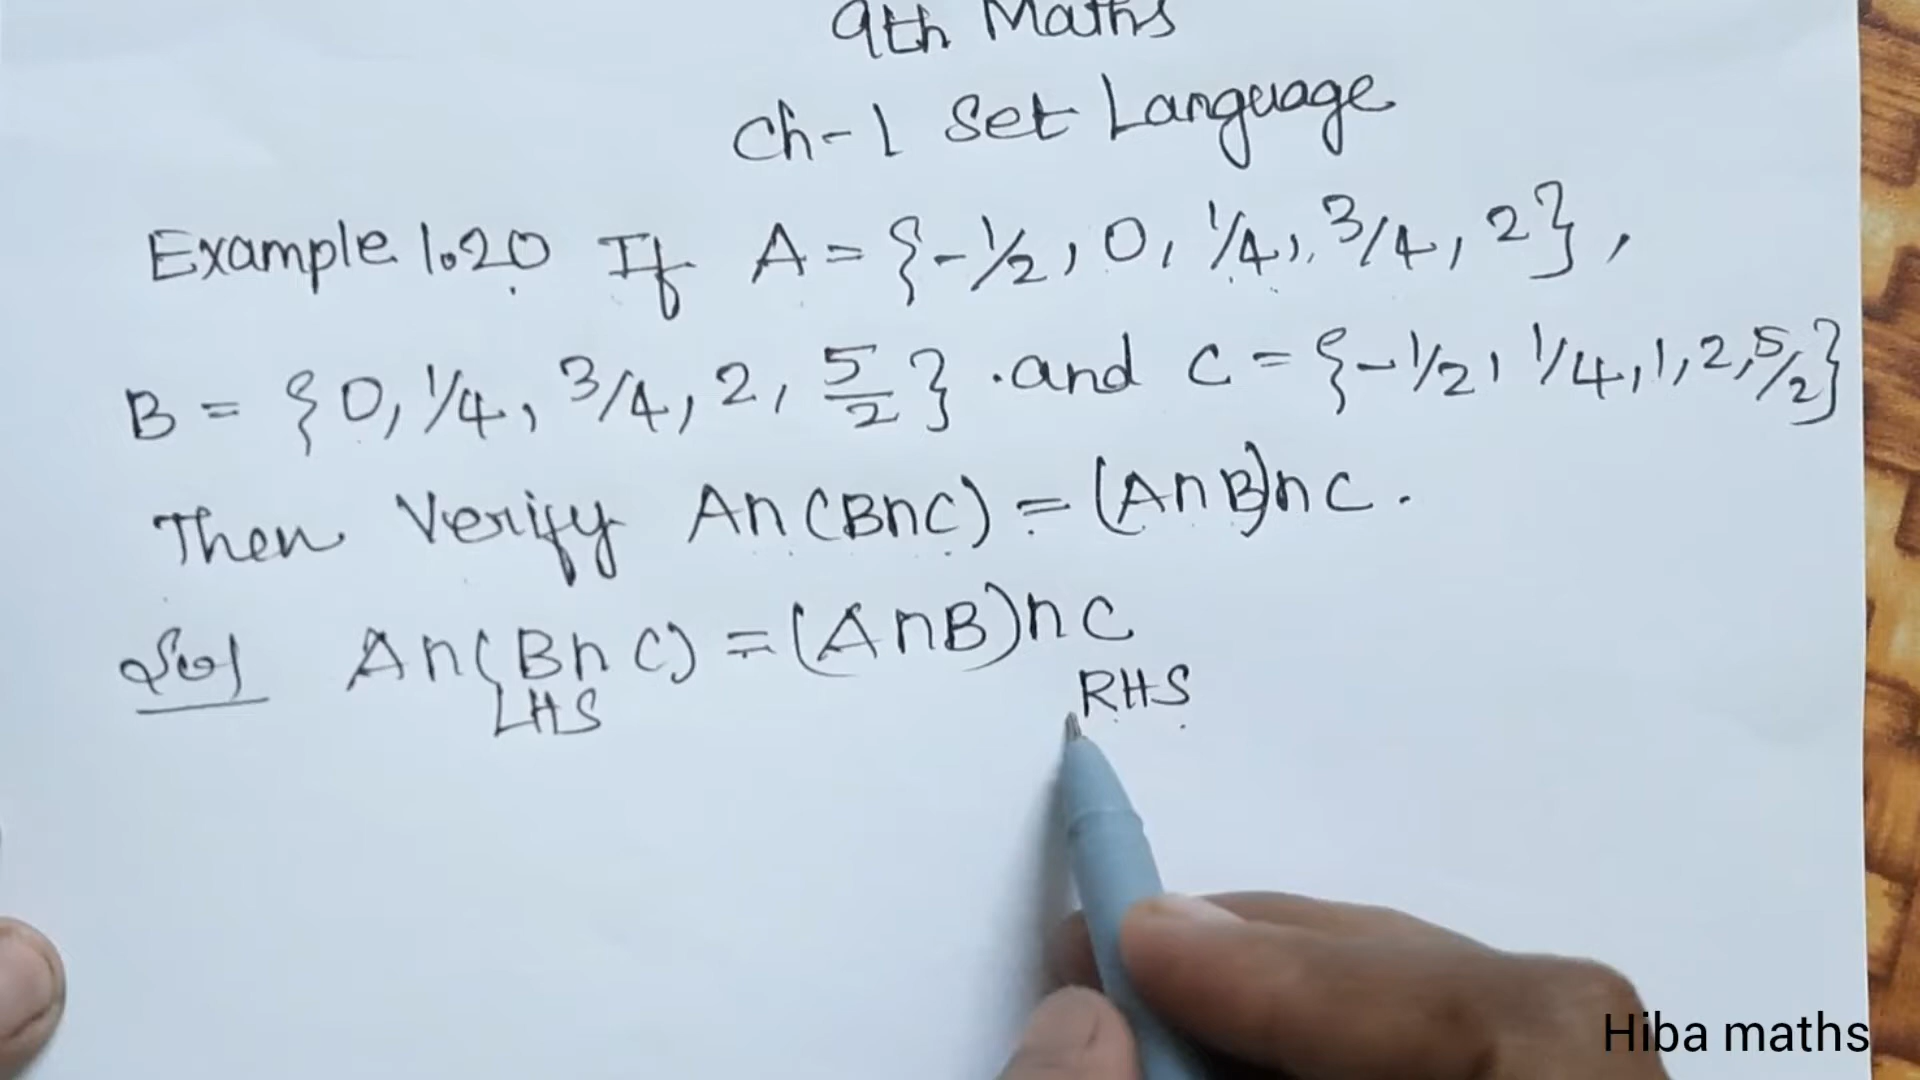 9th Maths
Ch-1 Set Language
Example 1.20 If A = {-1/2, 0, 1/4, 3/4, 2},
B = {0, 1/4, 3/4, 2, 5/2} and C = {-1/2, 1/4, 1, 2, 5/2}
Then Verify A∩(B∩C) = (A∩B)∩C.
Sol A∩(B∩C) = (A∩B)∩C
LHS RHS
Hiba maths